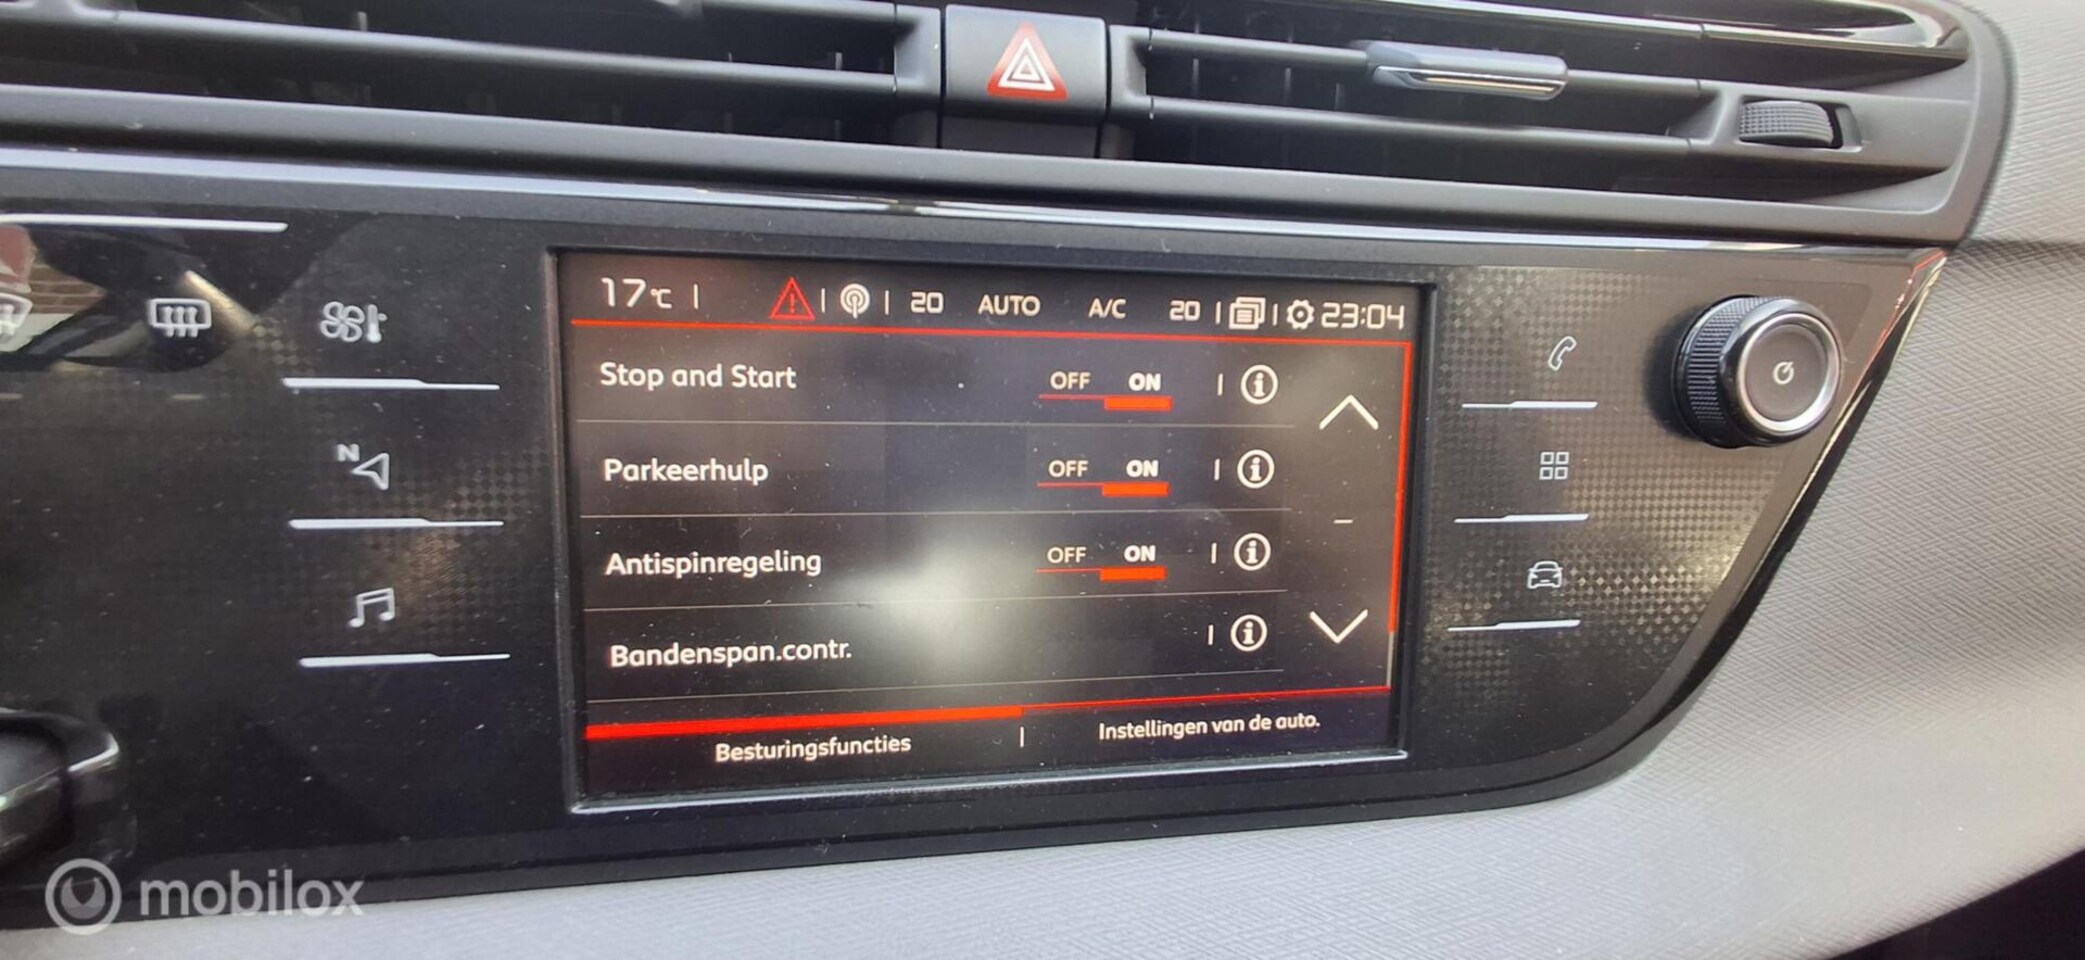 17°C | | | 20 AUTO A/C 20 | | 23:04
Stop and Start OFF ON |
Parkeerhulp OFF ON |
N
Antispinregeling OFF ON |
Bandenspan.contr. |
Besturingsfuncties | Instellingen van de auto.
mobilox